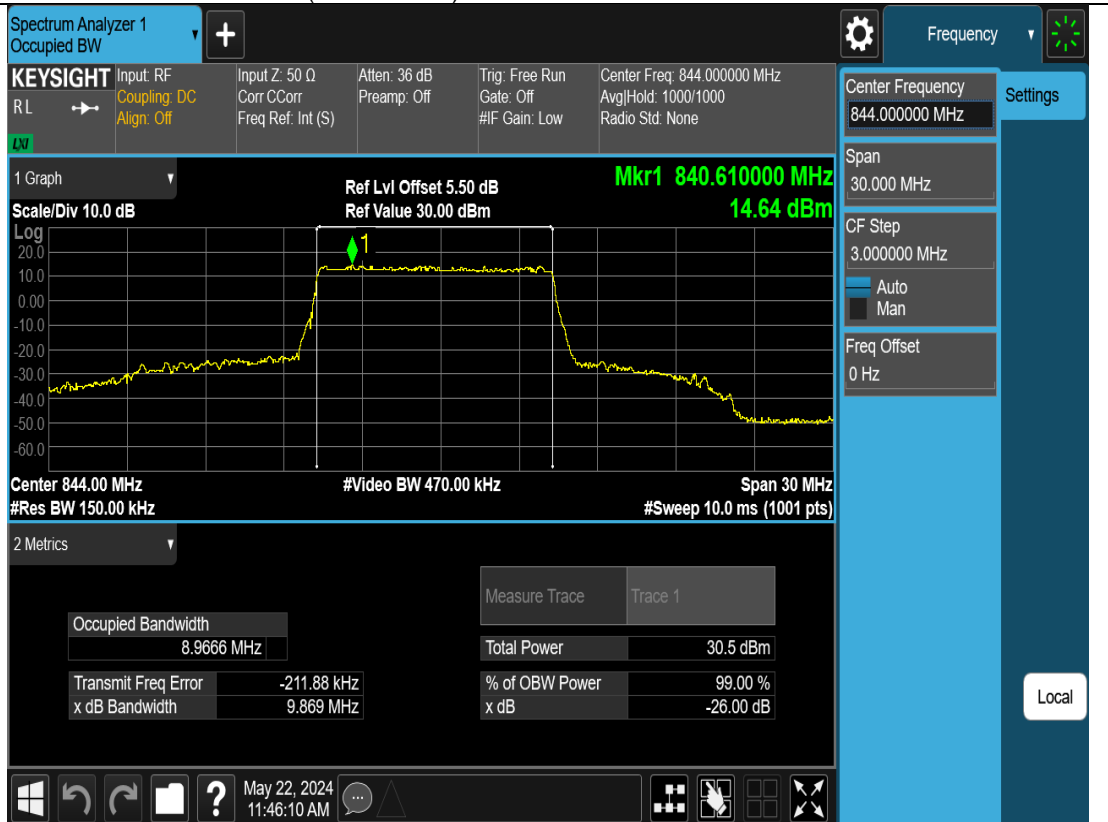 Spectrum Analyzer 1
Occupied BW
+
Frequency
KEYSIGHT
RL
LXI
Input: RF
Coupling: DC
Align: Off
Input Z: 50 Ω
Corr CCorr
Freq Ref: Int (S)
Atten: 36 dB
Preamp: Off
Trig: Free Run
Gate: Off
#IF Gain: Low
Center Freq: 844.000000 MHz
Avg|Hold: 1000/1000
Radio Std: None
1 Graph
Scale/Div 10.0 dB
Ref Lvl Offset 5.50 dB
Ref Value 30.00 dBm
Mkr1 840.610000 MHz
14.64 dBm
Log
1
20.0
10.0
0.00
-10.0
-20.0
-30.0
-40.0
-50.0
-60.0
Center 844.00 MHz
#Res BW 150.00 kHz
#Video BW 470.00 kHz
Span 30 MHz
#Sweep 10.0 ms (1001 pts)
2 Metrics
Measure Trace Trace 1
Occupied Bandwidth
8.9666 MHz
Transmit Freq Error -211.88 kHz
x dB Bandwidth 9.869 MHz
Total Power 30.5 dBm
% of OBW Power 99.00 %
x dB -26.00 dB
Center Frequency
844.000000 MHz
Settings
Span
30.000 MHz
CF Step
3.000000 MHz
Auto
Man
Freq Offset
0 Hz
Local
?
May 22, 2024
11:46:10 AM